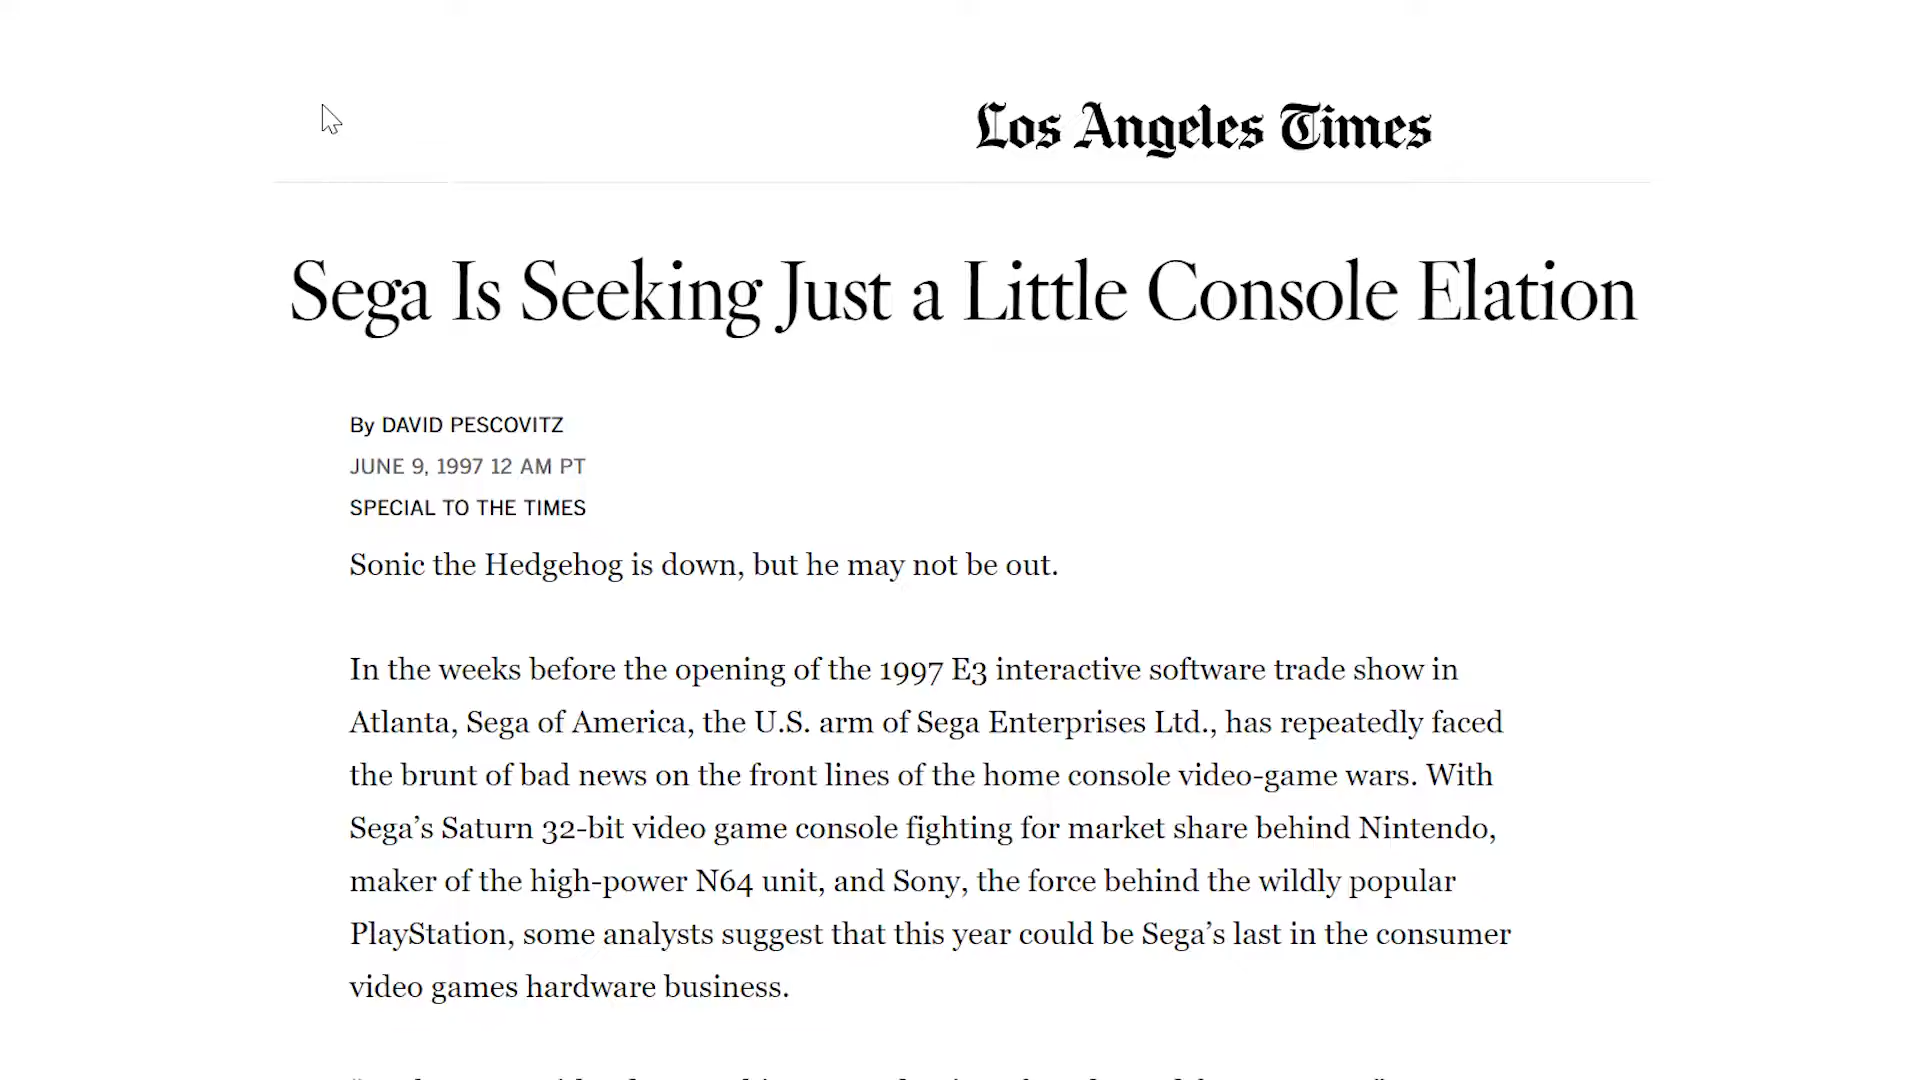 Los Angeles Times
Sega Is Seeking Just a Little Console Elation
By DAVID PESCOVITZ
JUNE 9, 1997 12 AM PT
SPECIAL TO THE TIMES
Sonic the Hedgehog is down, but he may not be out.
In the weeks before the opening of the 1997 E3 interactive software trade show in
Atlanta, Sega of America, the U.S. arm of Sega Enterprises Ltd., has repeatedly faced
the brunt of bad news on the front lines of the home console video-game wars. With
Sega’s Saturn 32-bit video game console fighting for market share behind Nintendo,
maker of the high-power N64 unit, and Sony, the force behind the wildly popular
PlayStation, some analysts suggest that this year could be Sega’s last in the consumer
video games hardware business.